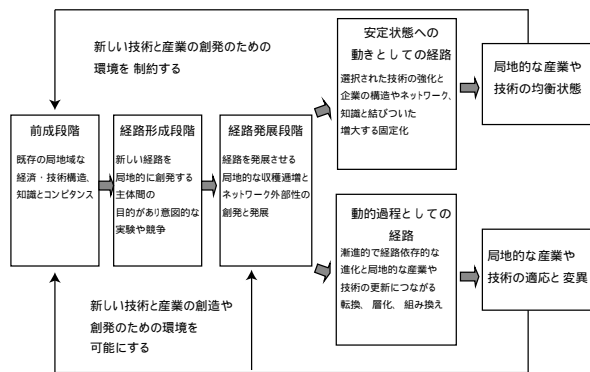 新しい技術と産業の創発のための
環境を 制約する
前成段階
既存の局地域な
経済・技術構造、
知識とコンピタンス
経路形成段階
新しい経路を
局地的に創発する
主体間の
目的があり意図的な
実験や競争
経路発展段階
経路を発展させる
局地的な収穫逓増と
ネットワーク外部性の
創発と発展
安定状態への
動きとしての経路
選択された技術の強化と
企業の構造やネットワーク、
知識と結びついた
増大する固定化
局地的な産業や
技術の均衡状態
動的過程としての
経路
漸進的で経路依存的な
進化と局地的な産業や
技術の更新につながる
転換、層化、組み換え
局地的な産業や
技術の適応と変異
新しい技術と産業の創造や
創発のための環境を
可能にする